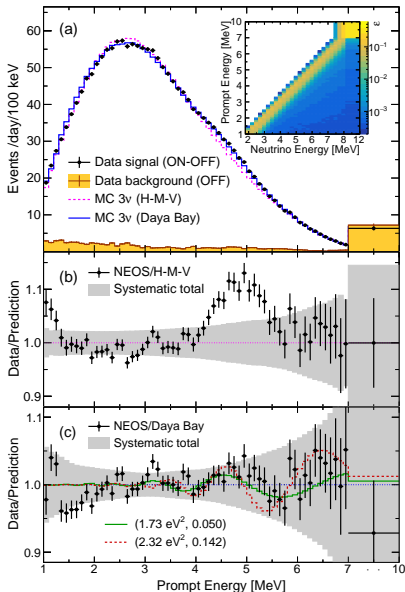 (a)
Events /day/100 keV
60
50
40
30
20
10
Data signal (ON-OFF)
Data background (OFF)
MC 3ν (H-M-V)
MC 3ν (Daya Bay)
Prompt Energy [MeV]
10
7
6
5
4
3
2
1
2 3 4 5 6 7 8 12
Neutrino Energy [MeV]
ε
10⁻¹
10⁻²
10⁻³
(b)
Data/Prediction
1.1
1.0
0.9
NEOS/H-M-V
Systematic total
(c)
Data/Prediction
1.1
1.0
0.9
NEOS/Daya Bay
Systematic total
(1.73 eV², 0.050)
(2.32 eV², 0.142)
1 2 3 4 5 6 7 10
Prompt Energy [MeV]